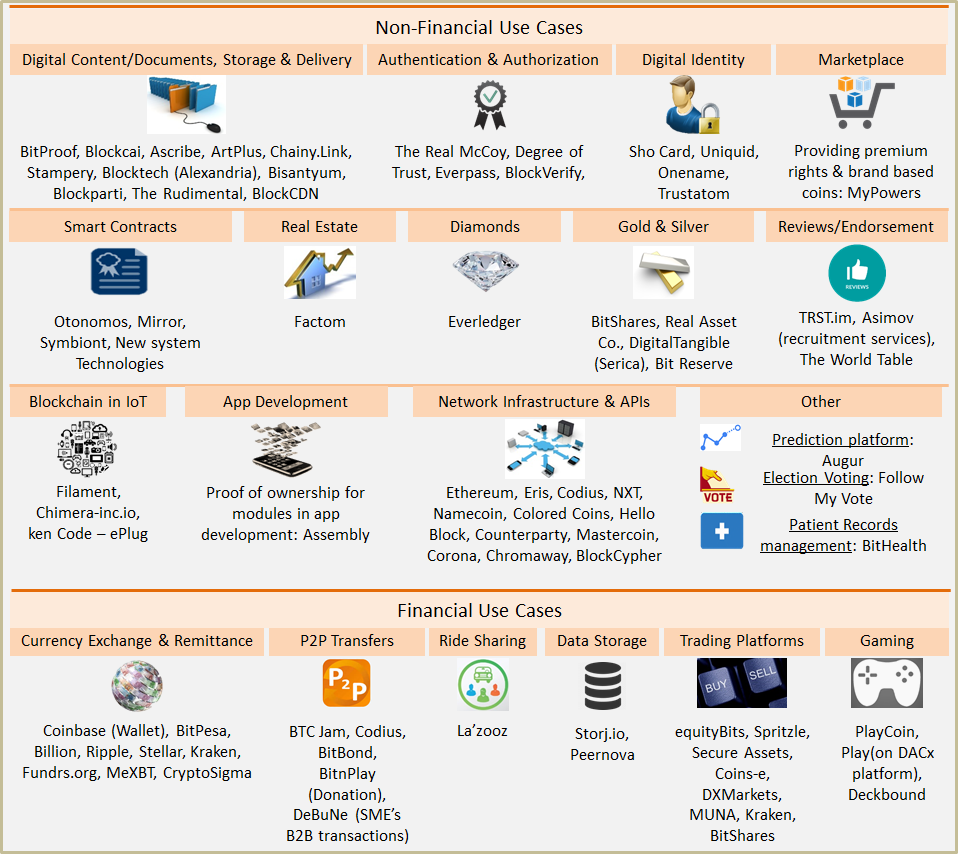 Non-Financial Use Cases
Digital Content/Documents, Storage & Delivery
BitProof, Blockcai, Ascribe, ArtPlus, Chainy.Link,
Stampery, Blocktech (Alexandria), Bisantyum,
Blockparti, The Rudimental, BlockCDN
Authentication & Authorization
The Real McCoy, Degree of
Trust, Everpass, BlockVerify,
Digital Identity
Sho Card, Uniquid,
Onename,
Trustatom
Marketplace
Providing premium
rights & brand based
coins: MyPowers
Smart Contracts
Otonomos, Mirror,
Symbiont, New system
Technologies
Real Estate
Factom
Diamonds
Everledger
Gold & Silver
BitShares, Real Asset
Co., DigitalTangible
(Serica), Bit Reserve
Reviews/Endorsement
REVIEWS
TRST.im, Asimov
(recruitment services),
The World Table
Blockchain in IoT
Filament,
Chimera-inc.io,
ken Code – ePlug
App Development
Proof of ownership for
modules in app
development: Assembly
Network Infrastructure & APIs
Ethereum, Eris, Codius, NXT,
Namecoin, Colored Coins, Hello
Block, Counterparty, Mastercoin,
Corona, Chromaway, BlockCypher
Other
Prediction platform:
Augur
VOTE
Election Voting: Follow
My Vote
Patient Records
management: BitHealth
Financial Use Cases
Currency Exchange & Remittance
Coinbase (Wallet), BitPesa,
Billion, Ripple, Stellar, Kraken,
Fundrs.org, MeXBT, CryptoSigma
P2P Transfers
P2P
BTC Jam, Codius,
BitBond,
BitnPlay
(Donation),
DeBuNe (SME's
B2B transactions)
Ride Sharing
La'zooz
Data Storage
Storj.io,
Peernova
Trading Platforms
BUY
SELL
equityBits, Spritzle,
Secure Assets,
Coins-e,
DXMarkets,
MUNA, Kraken,
BitShares
Gaming
PlayCoin,
Play(on DACx
platform),
Deckbound